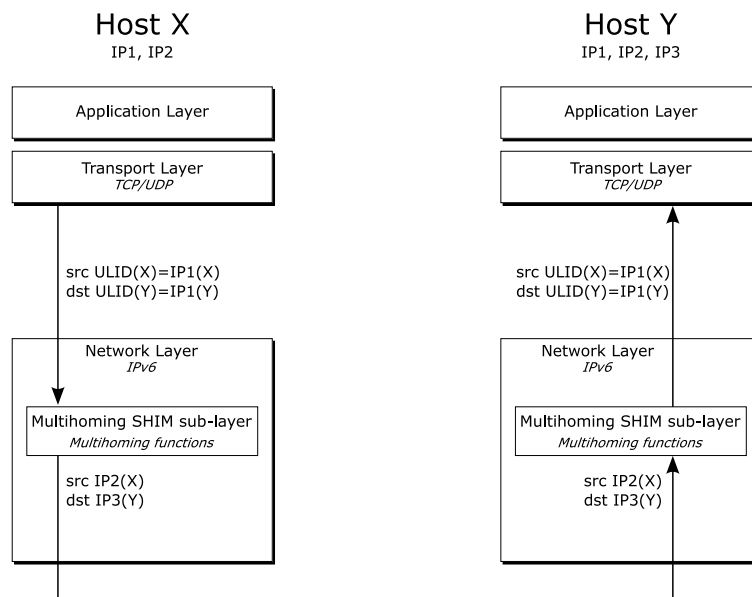 Host X
IP1, IP2
Application Layer
Transport Layer
TCP/UDP
src ULID(X)=IP1(X)
dst ULID(Y)=IP1(Y)
Network Layer
IPv6
Multihoming SHIM sub-layer
Multihoming functions
src IP2(X)
dst IP3(Y)
Host Y
IP1, IP2, IP3
Application Layer
Transport Layer
TCP/UDP
src ULID(X)=IP1(X)
dst ULID(Y)=IP1(Y)
Network Layer
IPv6
Multihoming SHIM sub-layer
Multihoming functions
src IP2(X)
dst IP3(Y)